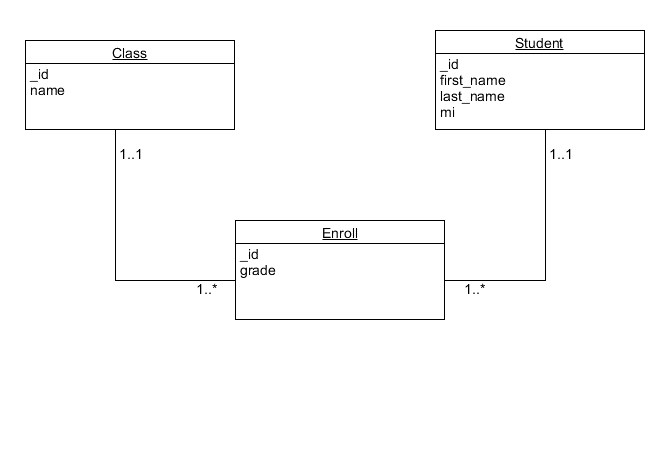 Class
_id
name
Student
_id
first_name
last_name
mi
1..1
1..1
Enroll
_id
grade
1..*
1..*